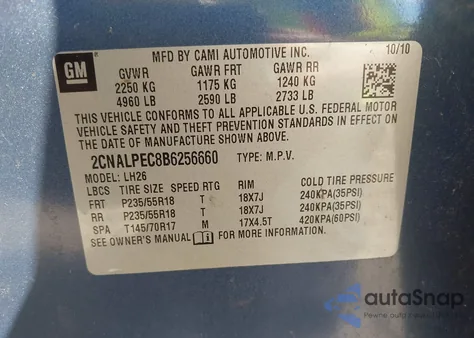 GM
MFD BY CAMI AUTOMOTIVE INC. 10/10
GVWR GAWR FRT GAWR RR
2250 KG 1175 KG 1240 KG
4960 LB 2590 LB 2733 LB
THIS VEHICLE CONFORMS TO ALL APPLICABLE U.S. FEDERAL MOTOR
VEHICLE SAFETY AND THEFT PREVENTION STANDARDS IN EFFECT ON
THE DATE OF MANUFACTURE SHOWN ABOVE.
2CNALPEC8B6256660 TYPE: M.P.V.
MODEL: LH26
LBCS TIRE SIZE SPEED RTG RIM COLD TIRE PRESSURE
FRT P235/55R18 T 18X7J 240KPA(35PSI)
RR P235/55R18 T 18X7J 240KPA(35PSI)
SPA T145/70R17 M 17X4.5T 420KPA(60PSI)
SEE OWNER'S MANUAL FOR MORE INFORMATION.
autoSnap
Pewne auto z USA